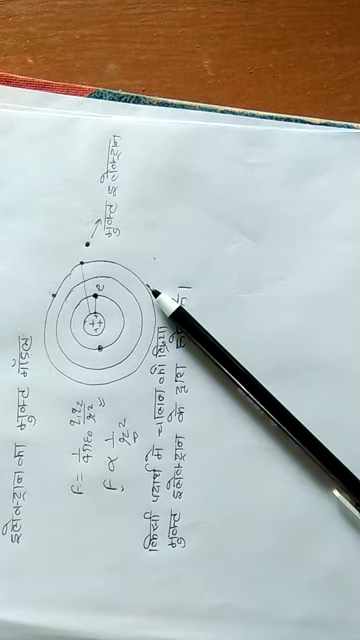 इलेक्ट्रान का मुक्त मॉडल
मुक्त इलेक्ट्रान
e
++
F = 1/4πε₀ q₁q₂/r²
F ∝ 1/r²
किसी पदार्थ में चालन की क्रिया
मुक्त इलेक्ट्रान के द्वारा